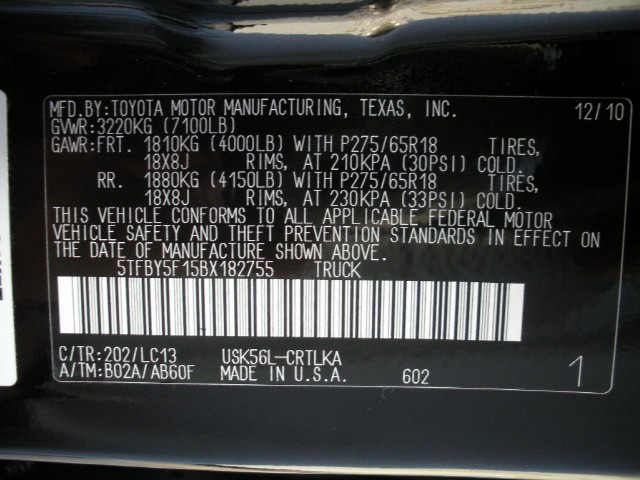 MFD.BY:TOYOTA MOTOR MANUFACTURING, TEXAS, INC. 12/10
GVWR:3220KG (7100LB)
GAWR:FRT. 1810KG (4000LB) WITH P275/65R18 TIRES,
18X8J RIMS, AT 210KPA (30PSI) COLD.
RR. 1880KG (4150LB) WITH P275/65R18 TIRES,
18X8J RIMS, AT 230KPA (33PSI) COLD.
THIS VEHICLE CONFORMS TO ALL APPLICABLE FEDERAL MOTOR
VEHICLE SAFETY AND THEFT PREVENTION STANDARDS IN EFFECT ON
THE DATE OF MANUFACTURE SHOWN ABOVE.
5TFBY5F15BX182755 TRUCK
C/TR:202/LC13 USK56L-CRTLKA
A/TM:B02A/AB60F MADE IN U.S.A. 602 1